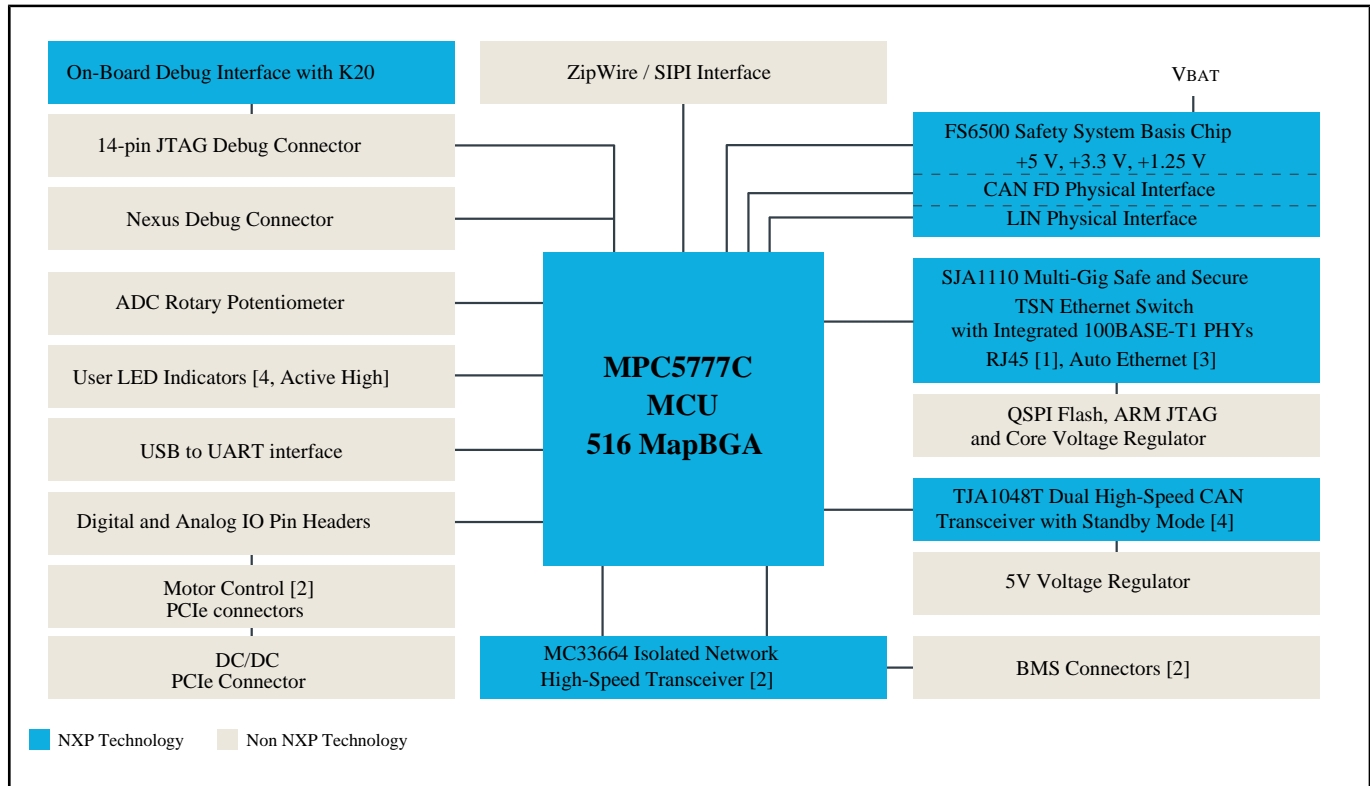 On-Board Debug Interface with K20
14-pin JTAG Debug Connector
Nexus Debug Connector
ADC Rotary Potentiometer
User LED Indicators [4, Active High]
USB to UART interface
Digital and Analog IO Pin Headers
Motor Control [2]
PCIe connectors
DC/DC
PCIe Connector
ZipWire / SIPI Interface
MPC5777C
MCU
516 MapBGA
MC33664 Isolated Network
High-Speed Transceiver [2]
VBAT
FS6500 Safety System Basis Chip
+5 V, +3.3 V, +1.25 V
CAN FD Physical Interface
LIN Physical Interface
SJA1110 Multi-Gig Safe and Secure
TSN Ethernet Switch
with Integrated 100BASE-T1 PHYs
RJ45 [1], Auto Ethernet [3]
QSPI Flash, ARM JTAG
and Core Voltage Regulator
TJA1048T Dual High-Speed CAN
Transceiver with Standby Mode [4]
5V Voltage Regulator
BMS Connectors [2]
NXP Technology
Non NXP Technology